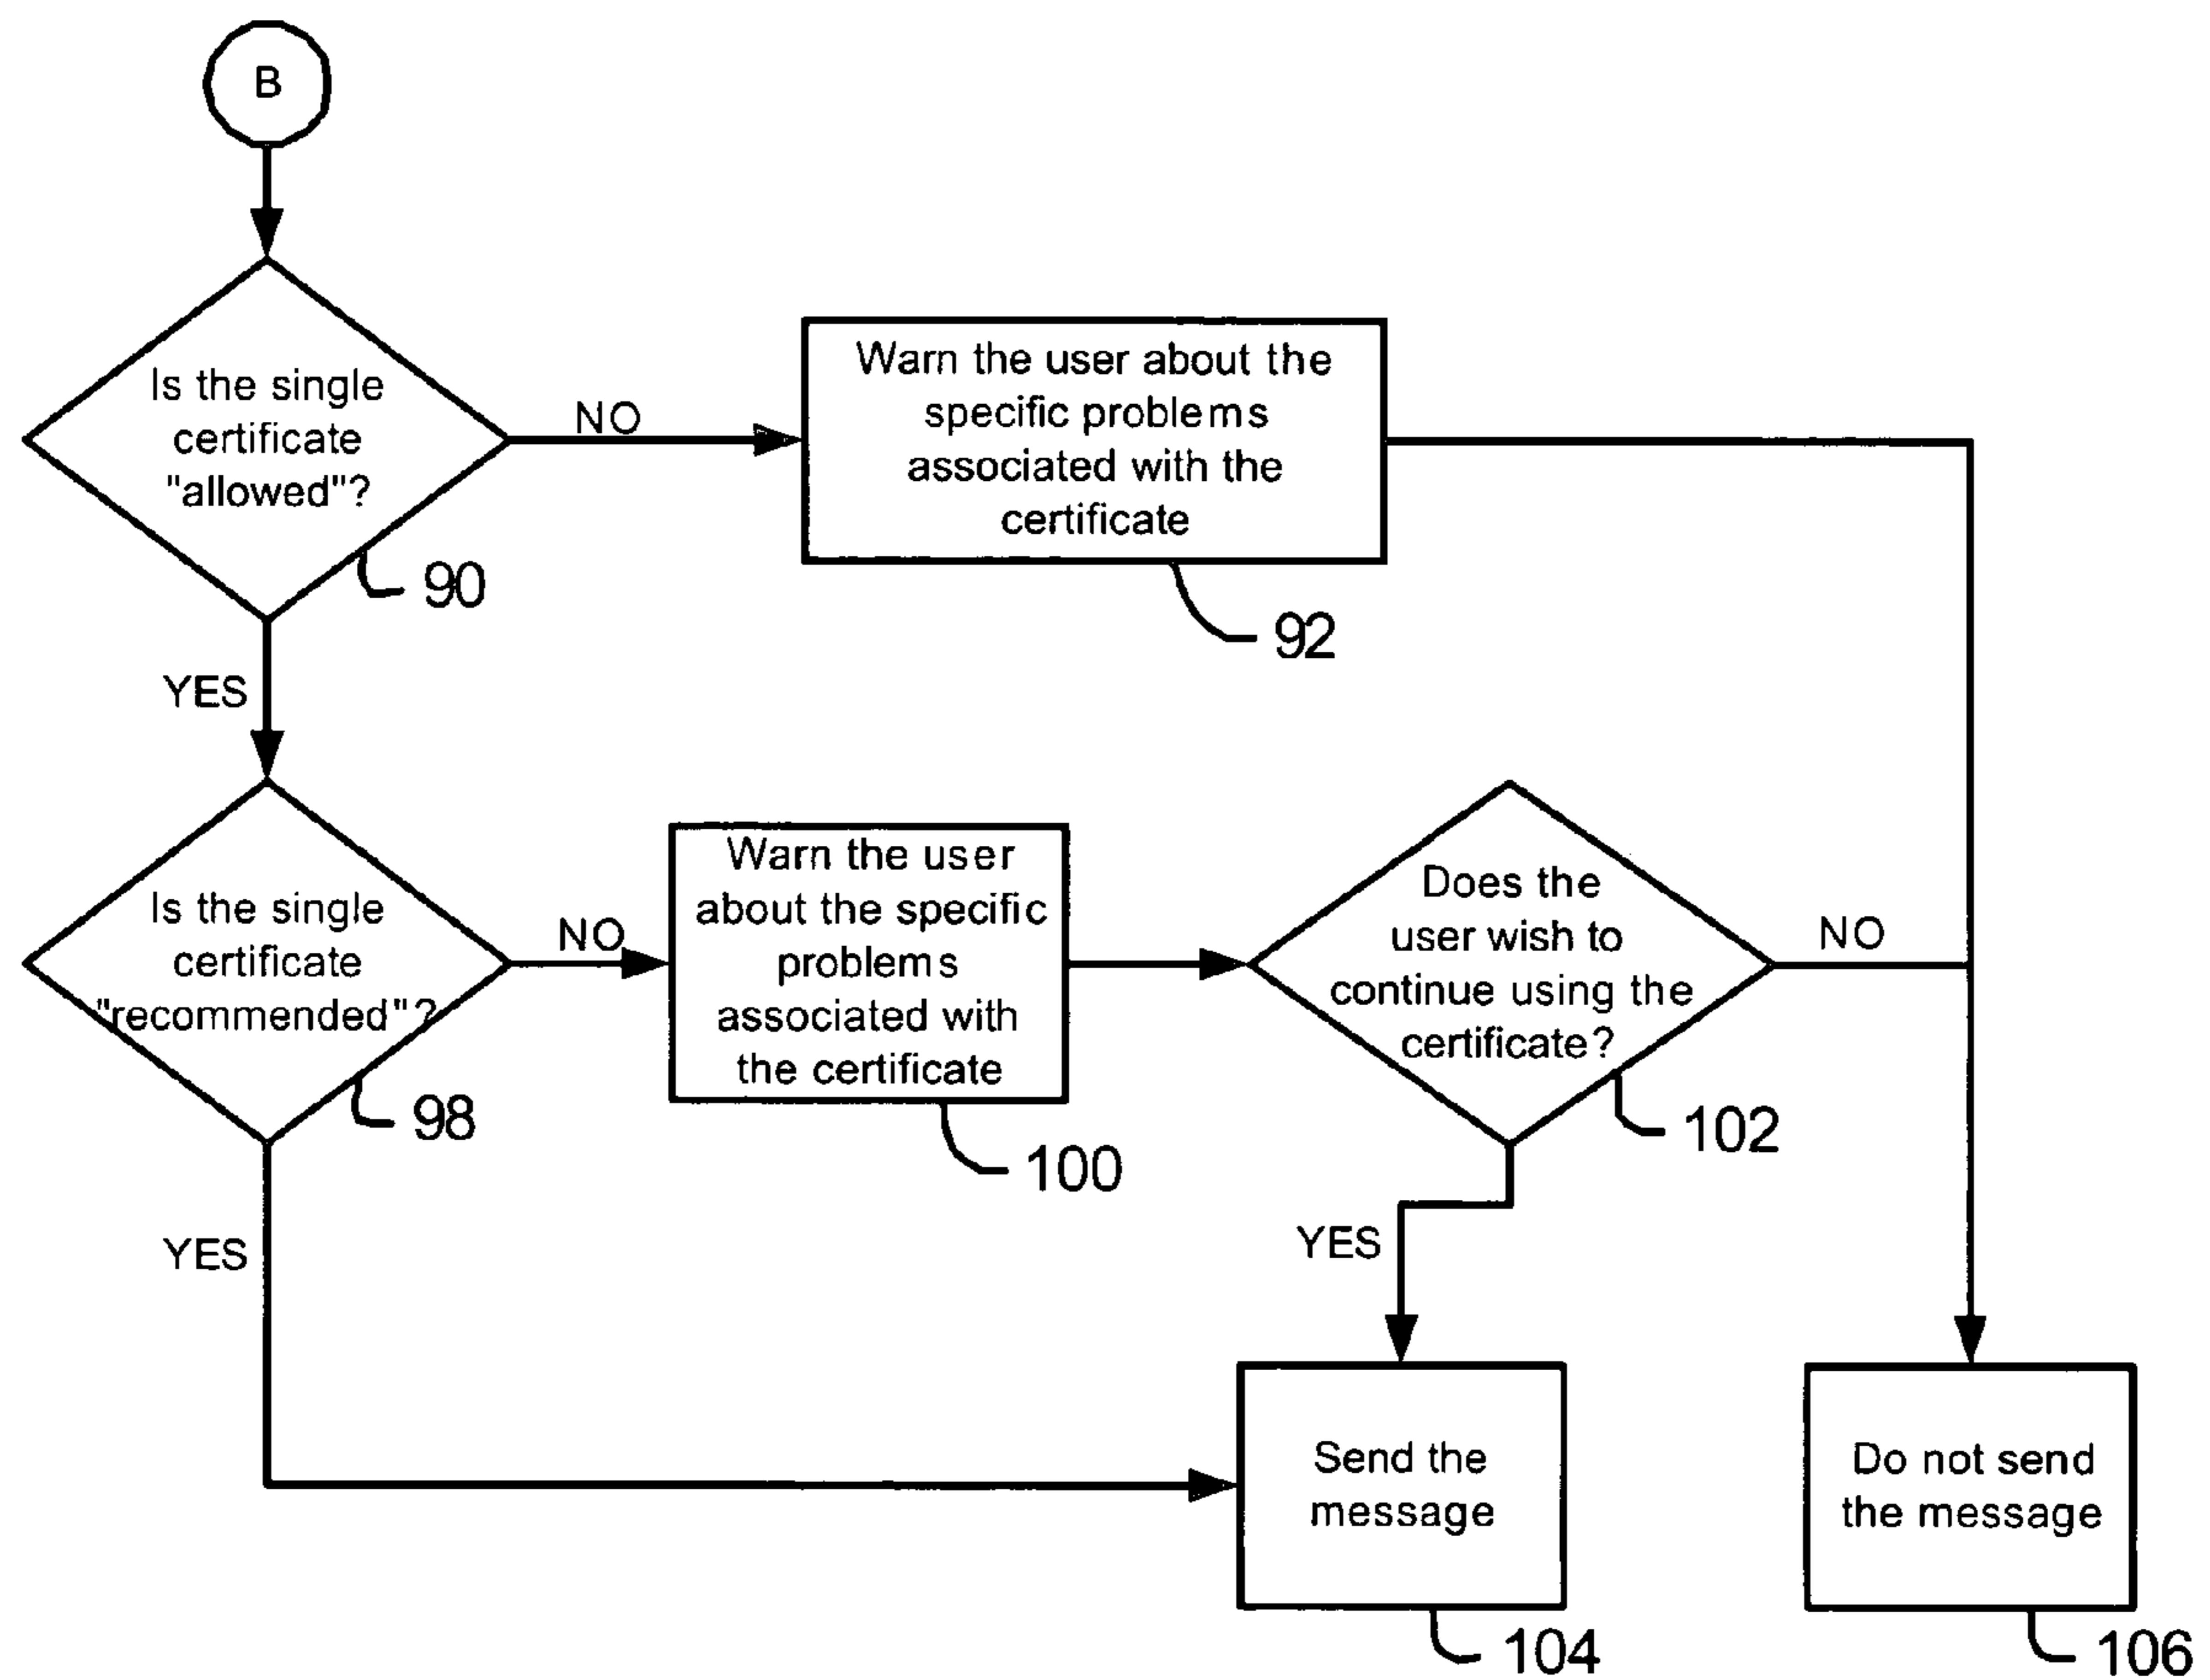 B
Is the single
certificate
"allowed"?
90
NO
Warn the user about the
specific problems
associated with the
certificate
92
YES
Is the single
certificate
"recommended"?
98
NO
Warn the user
about the specific
problems
associated with
the certificate
100
Does the
user wish to
continue using the
certificate?
102
NO
YES
YES
Send the
message
104
Do not send
the message
106